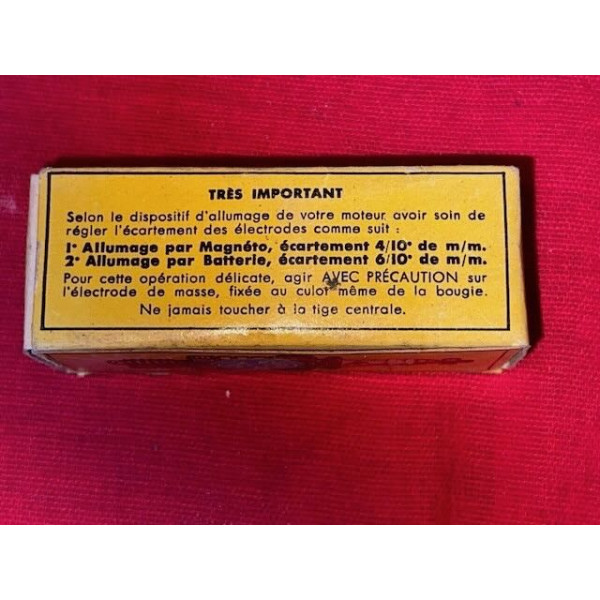 TRÈS IMPORTANT
Selon le dispositif d'allumage de votre moteur avoir soin de
régler l'écartement des électrodes comme suit :
1° Allumage par Magnéto, écartement 4/10° de m/m.
2° Allumage par Batterie, écartement 6/10° de m/m.
Pour cette opération délicate, agir AVEC PRÉCAUTION sur
l'électrode de masse, fixée au culot même de la bougie.
Ne jamais toucher à la tige centrale.